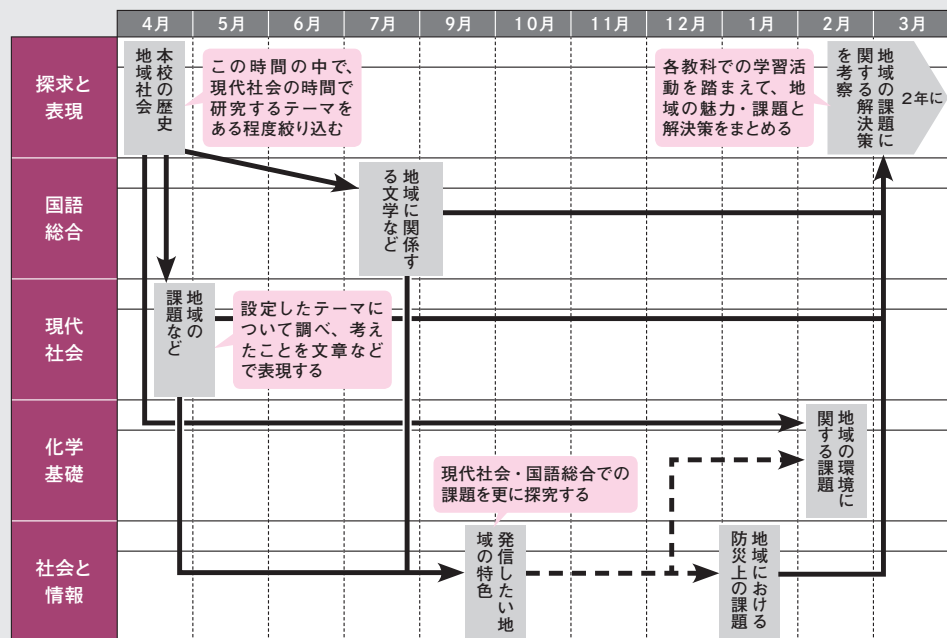 4月
5月
6月
7月
9月
10月
11月
12月
1月
2月
3月
探求と
表現
本校の歴史
地域社会
この時間の中で、
現代社会の時間で
研究するテーマを
ある程度絞り込む
各教科での学習活
動を踏まえて、地
域の魅力・課題と
解決策をまとめる
地域の課題に
関する解決策
を考察
2年に
国語
総合
地域に関係す
る文学など
現代
社会
地域の
課題など
設定したテーマに
ついて調べ、考え
たことを文章など
で表現する
化学
基礎
地域の環境に
関する課題
現代社会・国語総合での
課題を更に探究する
社会と
情報
発信したい地
域の特色
地域における
防災上の課題